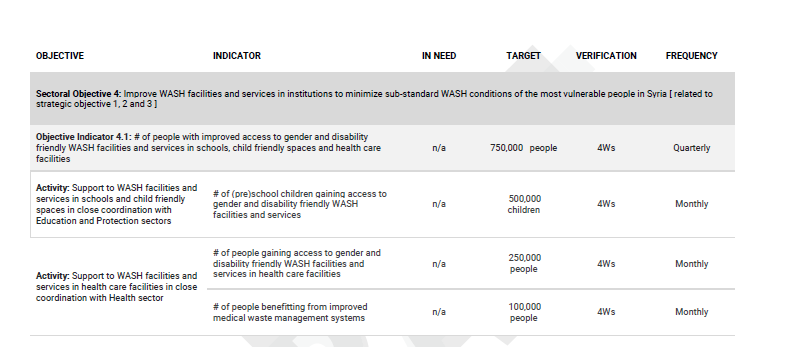 OBJECTIVE INDICATOR IN NEED TARGET VERIFICATION FREQUENCY
Sectoral Objective 4: Improve WASH facilities and services in institutions to minimize sub-standard WASH conditions of the most vulnerable people in Syria [ related to
strategic objective 1, 2 and 3 ]
Objective Indicator 4.1: # of people with improved access to gender and disability
friendly WASH facilities and services in schools, child friendly spaces and health care
facilities
n/a 750,000 people 4Ws Quarterly
Activity: Support to WASH facilities and
services in schools and child friendly
spaces in close coordination with
Education and Protection sectors
# of (pre)school children gaining access to
gender and disability friendly WASH
facilities and services
n/a
500,000
children
4Ws
Monthly
Activity: Support to WASH facilities and
services in health care facilities in close
coordination with Health sector
# of people gaining access to gender and
disability friendly WASH facilities and
services in health care facilities
n/a
250,000
people
4Ws
Monthly
# of people benefitting from improved
medical waste management systems
n/a
100,000
people
4Ws
Monthly